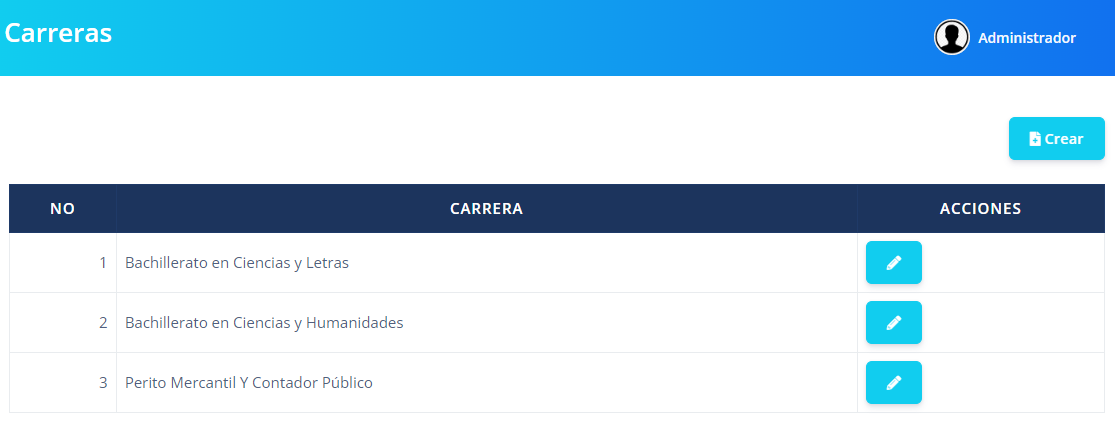 Carreras
Administrador
Crear
NO CARRERA ACCIONES
1 Bachillerato en Ciencias y Letras
2 Bachillerato en Ciencias y Humanidades
3 Perito Mercantil Y Contador Público